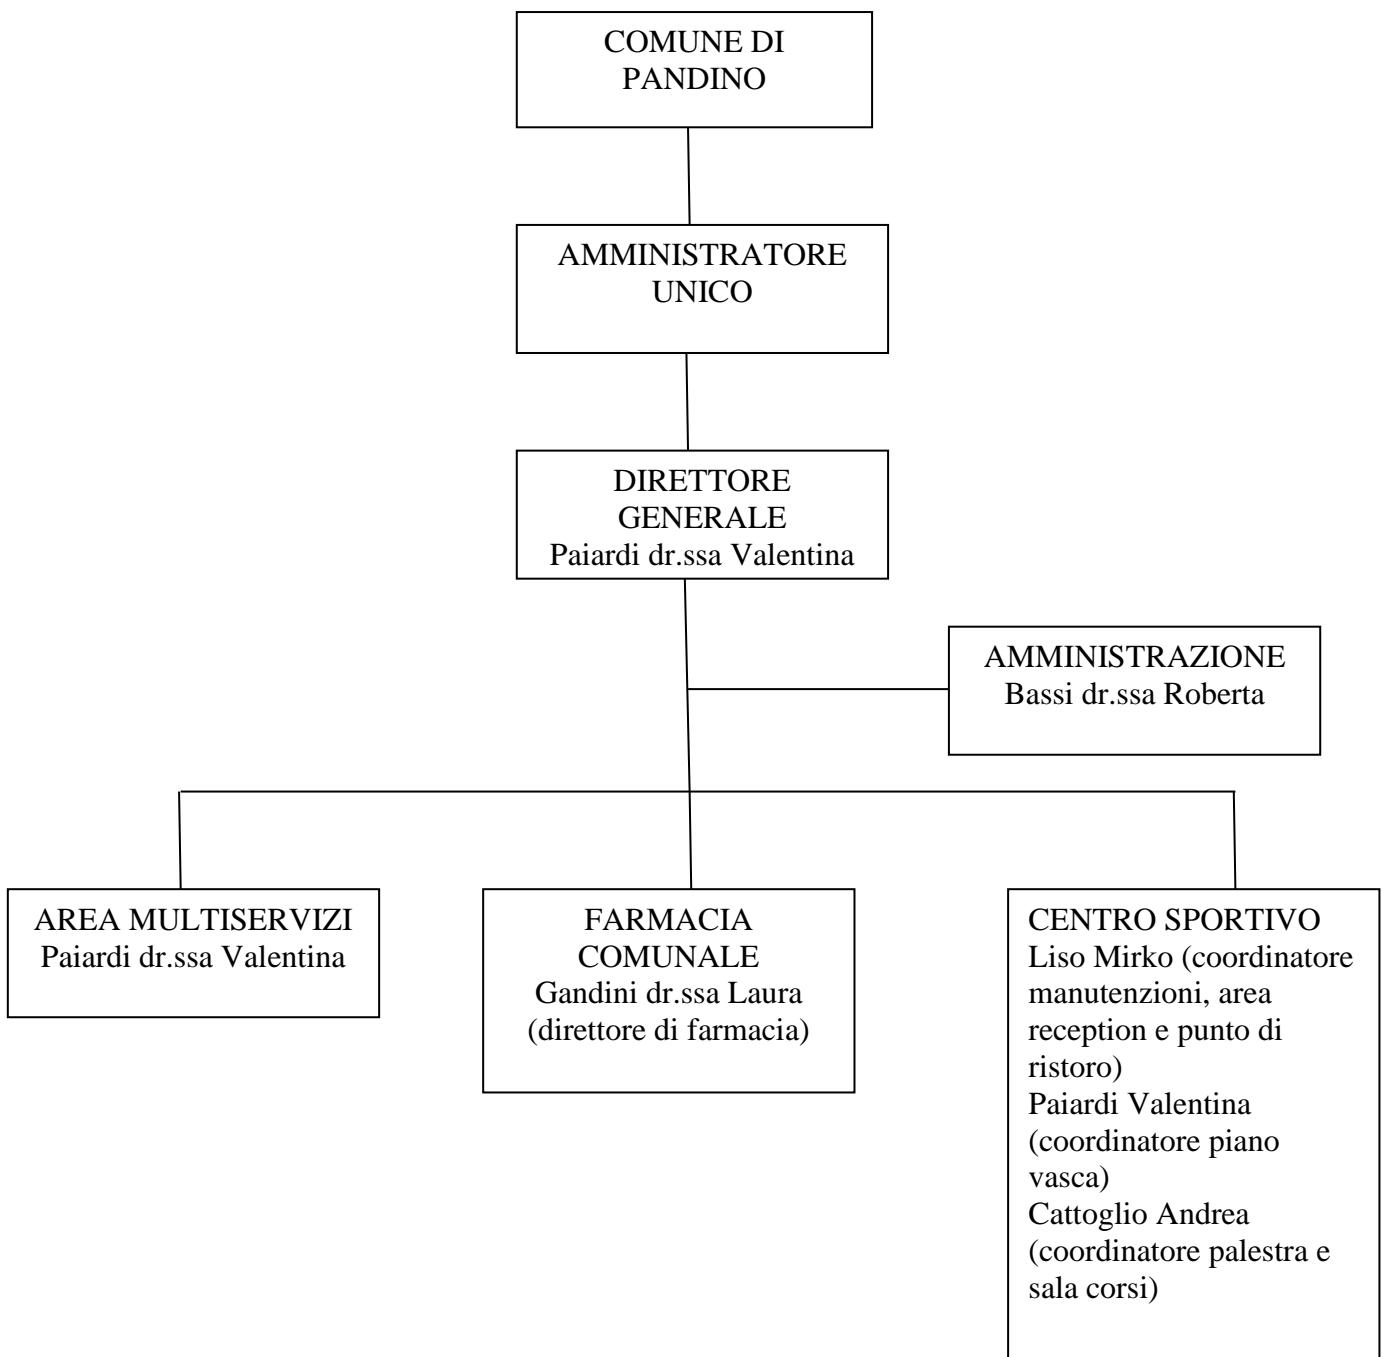 COMUNE DI
PANDINO
AMMINISTRATORE
UNICO
DIRETTORE
GENERALE
Paiardi dr.ssa Valentina
AMMINISTRAZIONE
Bassi dr.ssa Roberta
AREA MULTISERVIZI
Paiardi dr.ssa Valentina
FARMACIA
COMUNALE
Gandini dr.ssa Laura
(direttore di farmacia)
CENTRO SPORTIVO
Liso Mirko (coordinatore
manutenzioni, area
reception e punto di
ristoro)
Paiardi Valentina
(coordinatore piano
vasca)
Cattoglio Andrea
(coordinatore palestra e
sala corsi)